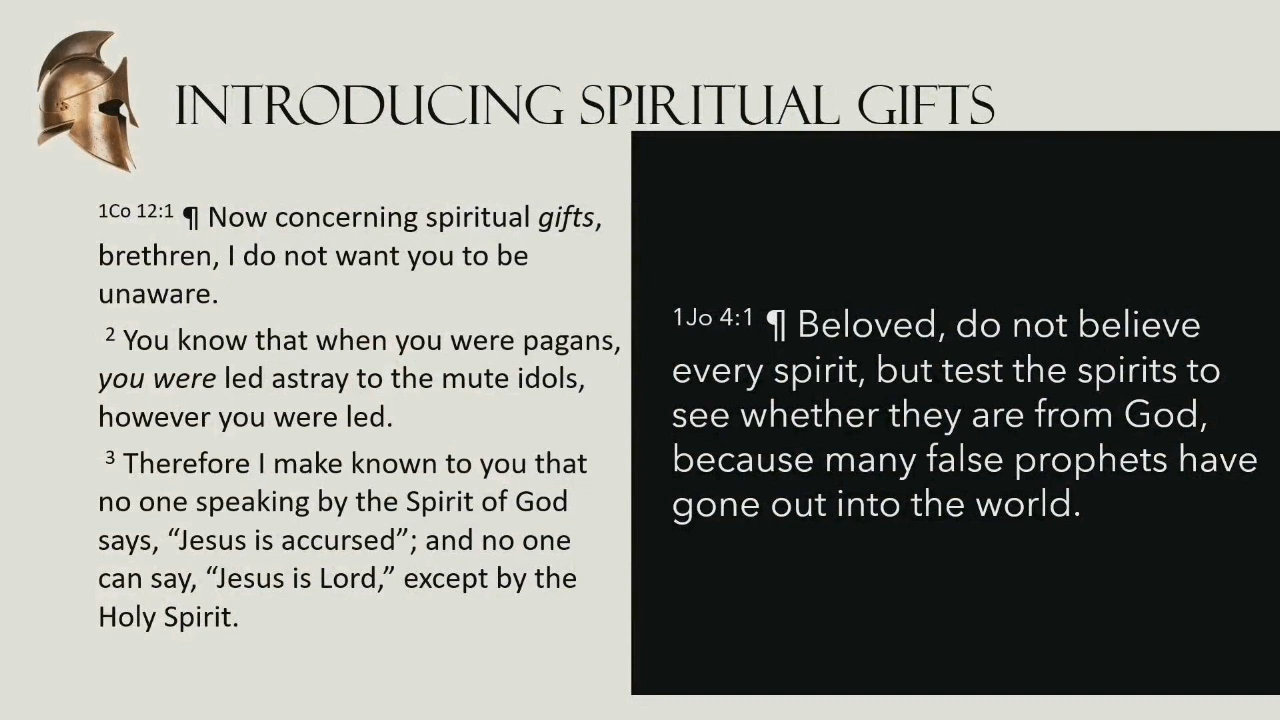 INTRODUCING SPIRITUAL GIFTS
1Co 12:1 ¶ Now concerning spiritual gifts,
brethren, I do not want you to be
unaware.
2 You know that when you were pagans,
you were led astray to the mute idols,
however you were led.
3 Therefore I make known to you that
no one speaking by the Spirit of God
says, “Jesus is accursed”; and no one
can say, “Jesus is Lord,” except by the
Holy Spirit.
1Jo 4:1 ¶ Beloved, do not believe
every spirit, but test the spirits to
see whether they are from God,
because many false prophets have
gone out into the world.